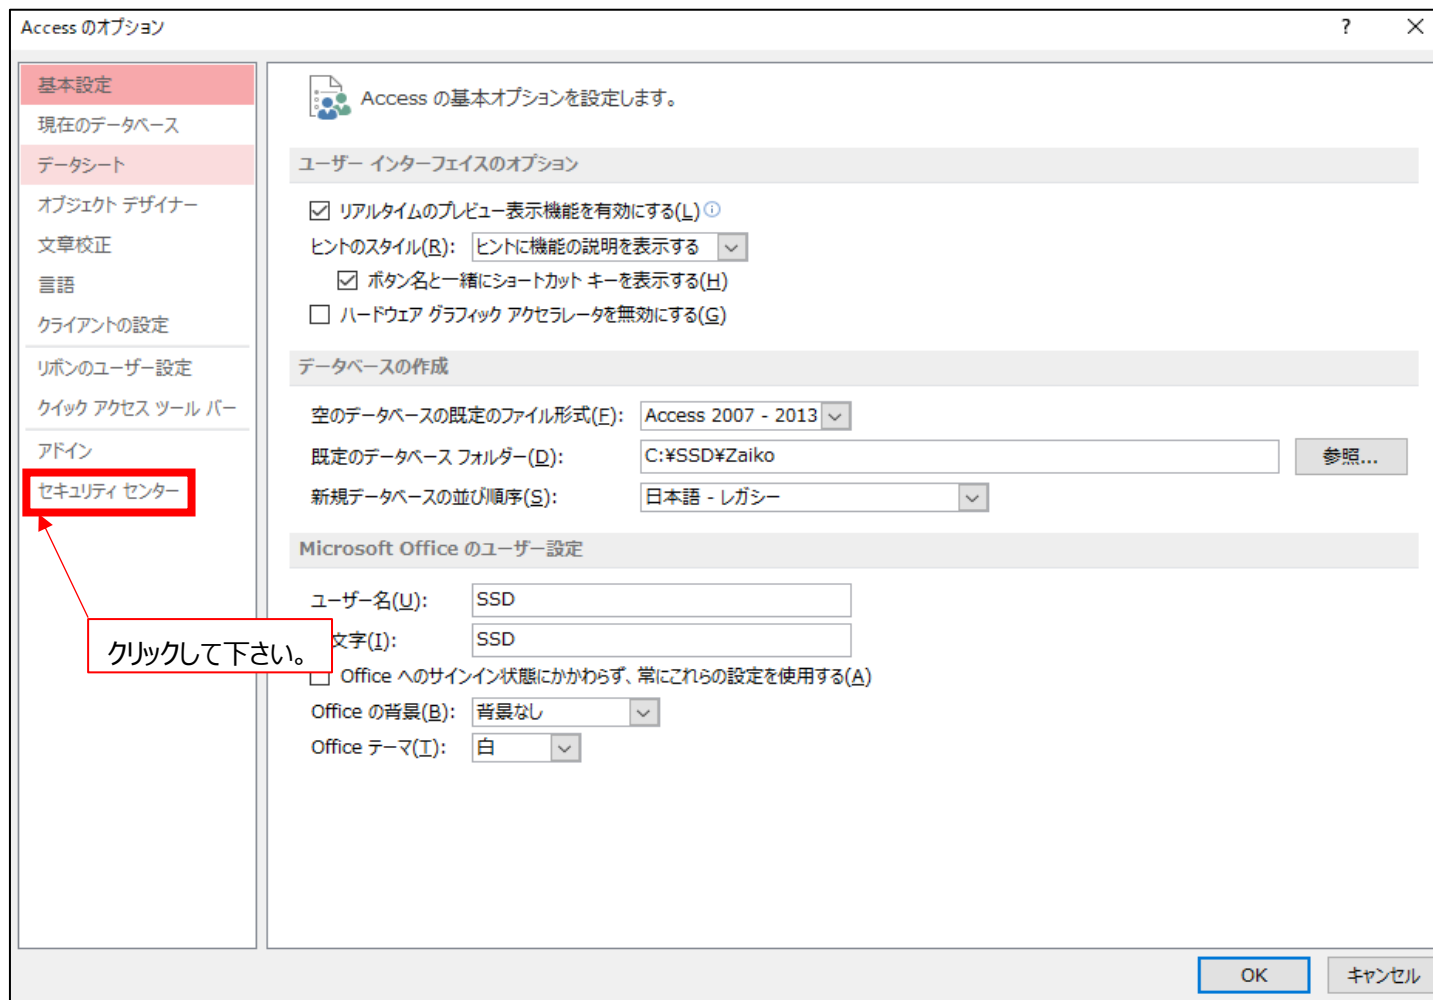 Access のオプション
?
基本設定
現在のデータベース
データシート
オブジェクト デザイナー
文章校正
言語
クライアントの設定
リボンのユーザー設定
クイック アクセス ツール バー
アドイン
セキュリティ センター
クリックして下さい。
Access の基本オプションを設定します。
ユーザー インターフェイスのオプション
リアルタイムのプレビュー表示機能を有効にする(L)
ヒントのスタイル(R): ヒントに機能の説明を表示する
ボタン名と一緒にショートカット キーを表示する(H)
ハードウェア グラフィック アクセラレータを無効にする(G)
データベースの作成
空のデータベースの既定のファイル形式(F): Access 2007 - 2013
既定のデータベース フォルダー(D): C:¥SSD¥Zaiko 参照...
新規データベースの並び順序(S): 日本語 - レガシー
Microsoft Office のユーザー設定
ユーザー名(U): SSD
文字(I): SSD
Office へのサインイン状態にかかわらず、常にこれらの設定を使用する(A)
Office の背景(B): 背景なし
Office テーマ(T): 白
OK キャンセル